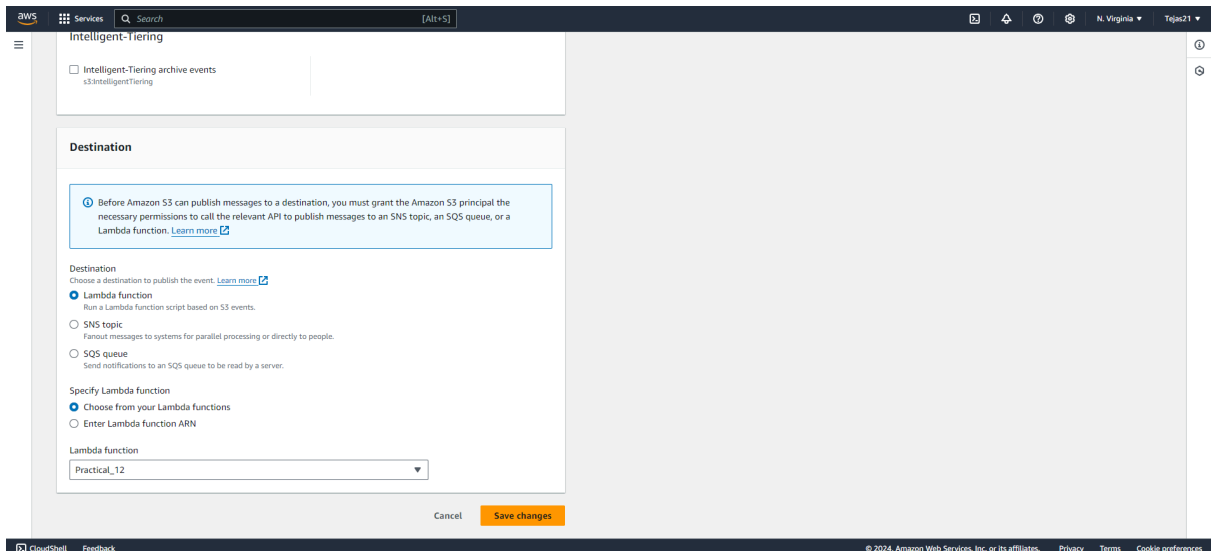 aws
Services
Search
[Alt+S]
N. Virginia
Tejas21
Intelligent-Tiering
Intelligent-Tiering archive events
s3:IntelligentTiering
Destination
Before Amazon S3 can publish messages to a destination, you must grant the Amazon S3 principal the
necessary permissions to call the relevant API to publish messages to an SNS topic, an SQS queue, or a
Lambda function. Learn more
Destination
Choose a destination to publish the event. Learn more
Lambda function
Run a Lambda function script based on S3 events.
SNS topic
Fanout messages to systems for parallel processing or directly to people.
SQS queue
Send notifications to an SQS queue to be read by a server.
Specify Lambda function
Choose from your Lambda functions
Enter Lambda function ARN
Lambda function
Practical_12
Cancel
Save changes
CloudShell
Feedback
© 2024, Amazon Web Services, Inc. or its affiliates.
Privacy
Terms
Cookie preferences